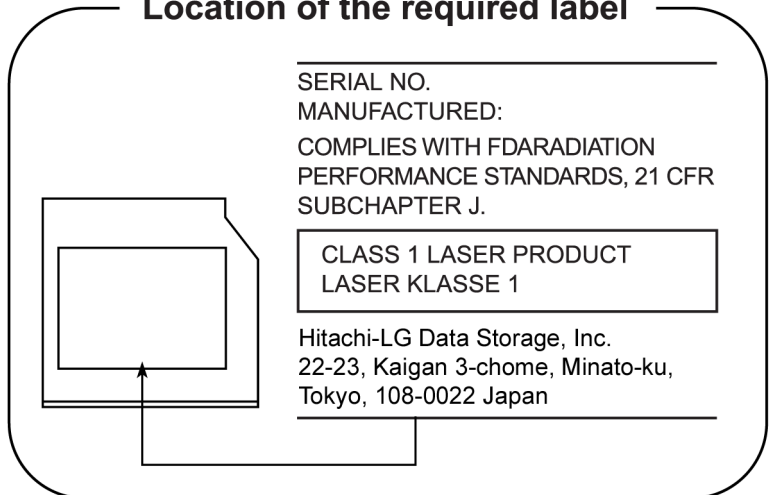 Location of the required label
SERIAL NO.
MANUFACTURED:
COMPLIES WITH FDARADIATION
PERFORMANCE STANDARDS, 21 CFR
SUBCHAPTER J.
CLASS 1 LASER PRODUCT
LASER KLASSE 1
Hitachi-LG Data Storage, Inc.
22-23, Kaigan 3-chome, Minato-ku,
Tokyo, 108-0022 Japan